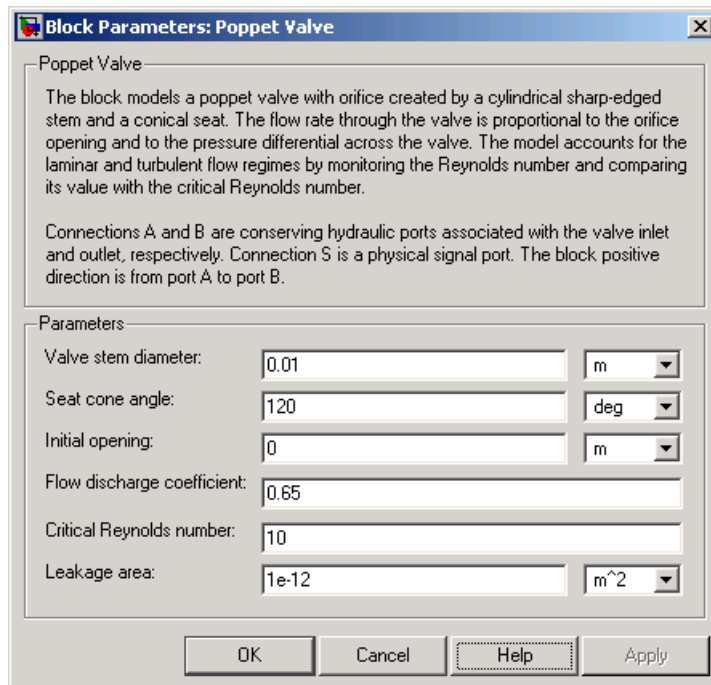 Block Parameters: Poppet Valve
Poppet Valve
The block models a poppet valve with orifice created by a cylindrical sharp-edged
stem and a conical seat. The flow rate through the valve is proportional to the orifice
opening and to the pressure differential across the valve. The model accounts for the
laminar and turbulent flow regimes by monitoring the Reynolds number and comparing
its value with the critical Reynolds number.
Connections A and B are conserving hydraulic ports associated with the valve inlet
and outlet, respectively. Connection S is a physical signal port. The block positive
direction is from port A to port B.
Parameters
Valve stem diameter: 0.01 m
Seat cone angle: 120 deg
Initial opening: 0 m
Flow discharge coefficient: 0.65
Critical Reynolds number: 10
Leakage area: 1e-12 m^2
OK Cancel Help Apply